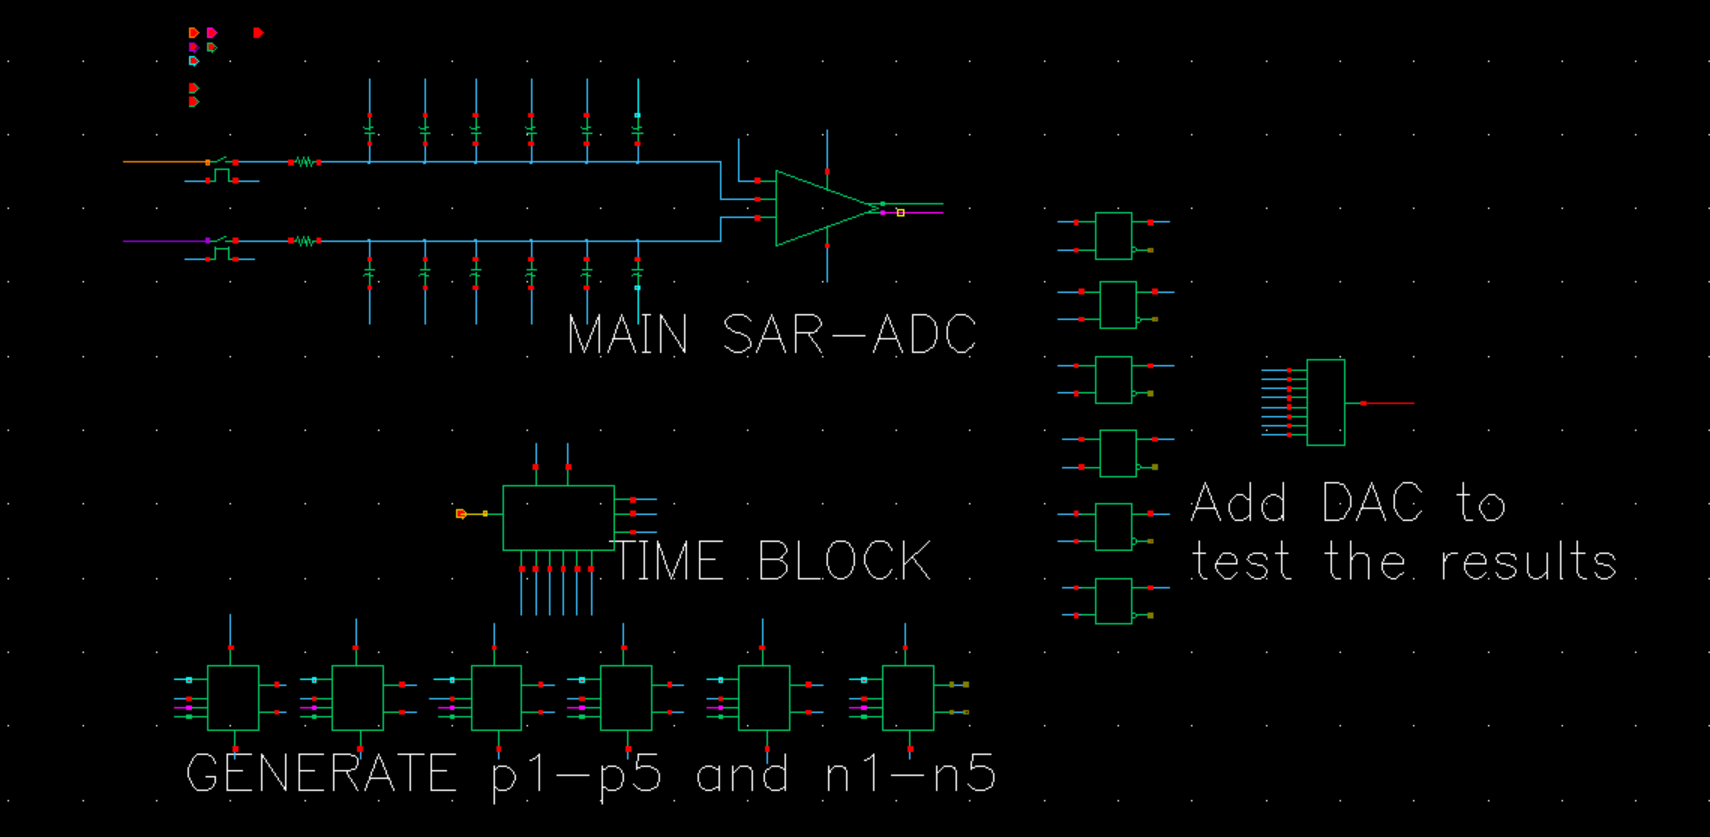 MAIN SAR-ADC
TIME BLOCK
Add DAC to
test the results
GENERATE p1-p5 and n1-n5